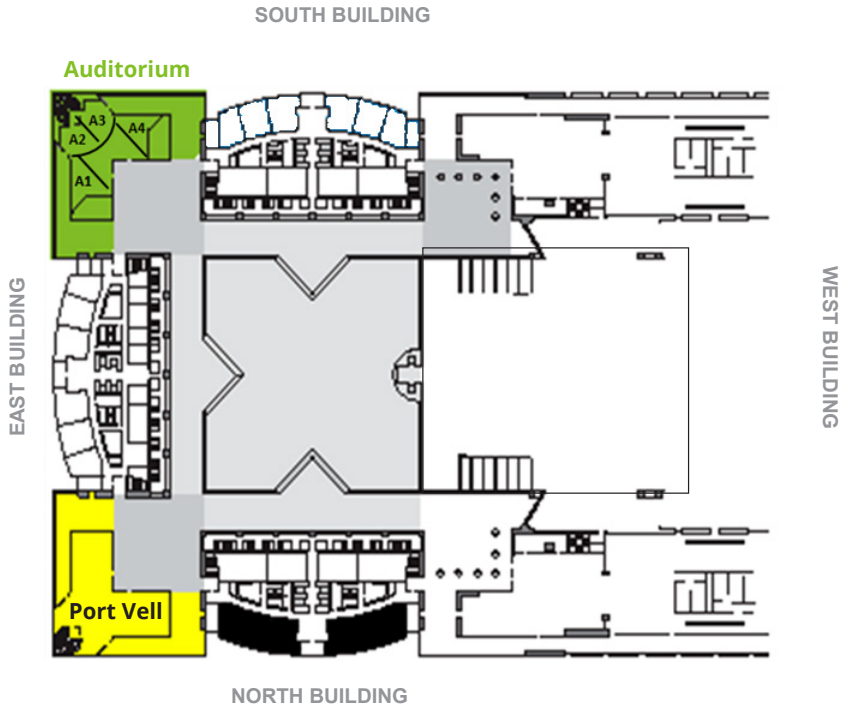 SOUTH BUILDING
Auditorium
A3
A4
A2
A1
EAST BUILDING
WEST BUILDING
Port Vell
NORTH BUILDING